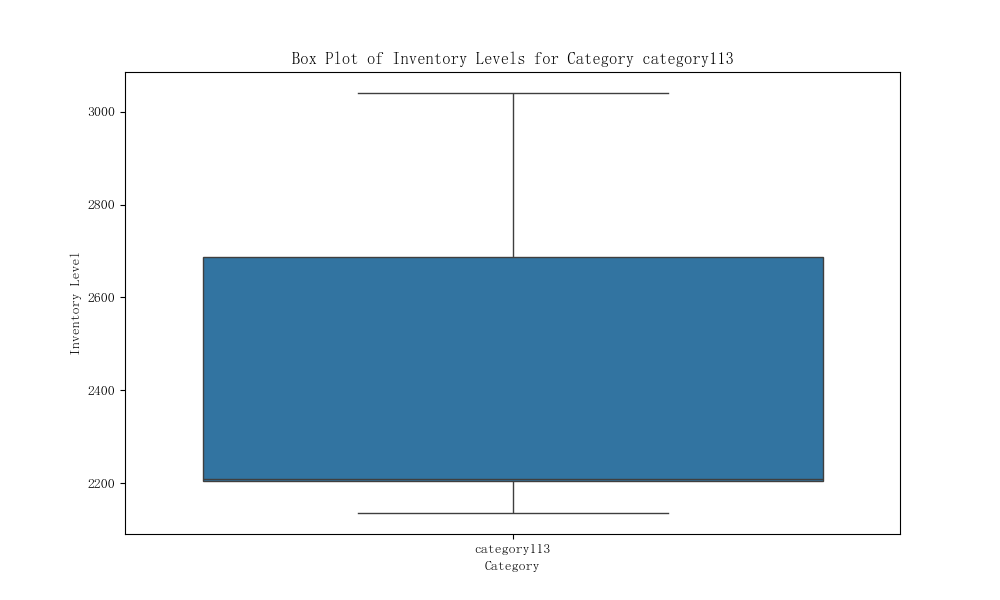 Box Plot of Inventory Levels for Category category113
3000
2800
2600
2400
2200
Inventory Level
category113
Category